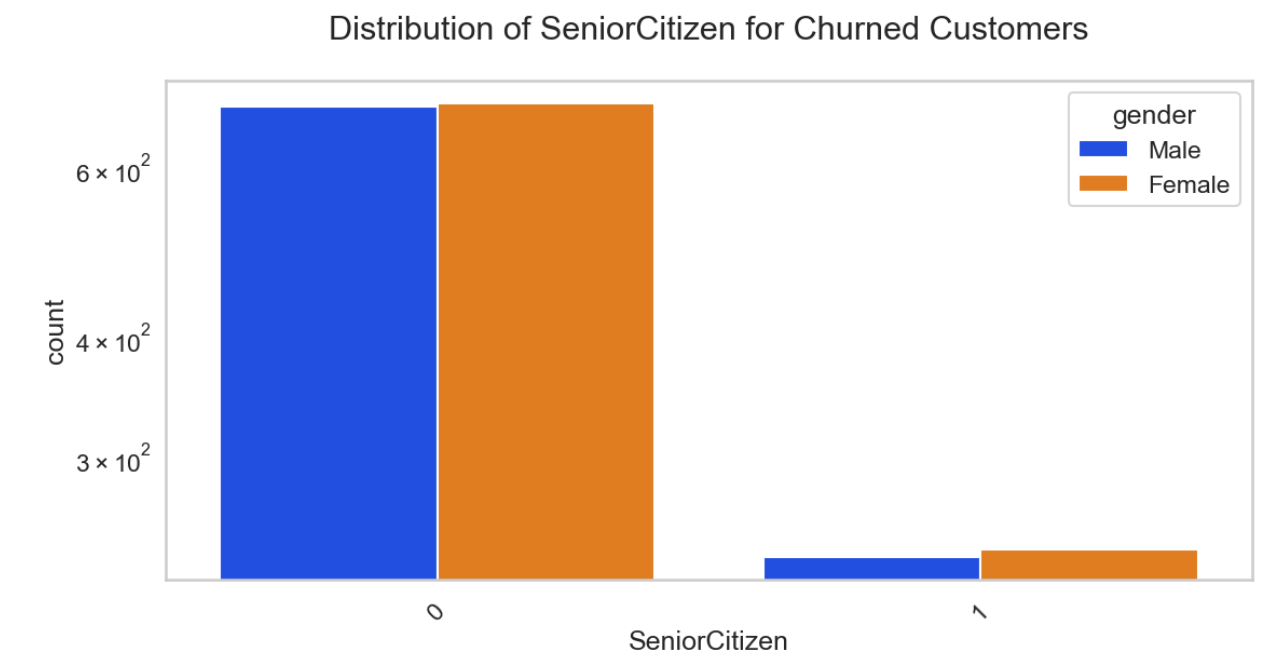 Distribution of SeniorCitizen for Churned Customers
gender
Male
Female
6 × 10²
4 × 10²
3 × 10²
count
0
1
SeniorCitizen